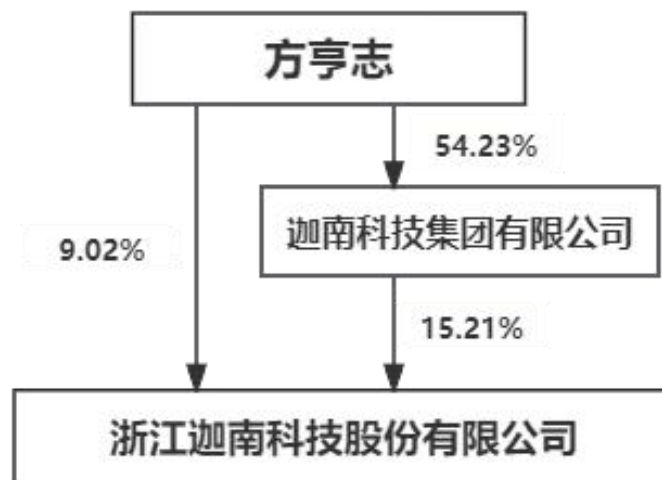 方亨志
54.23%
迦南科技集团有限公司
9.02%
15.21%
浙江迦南科技股份有限公司